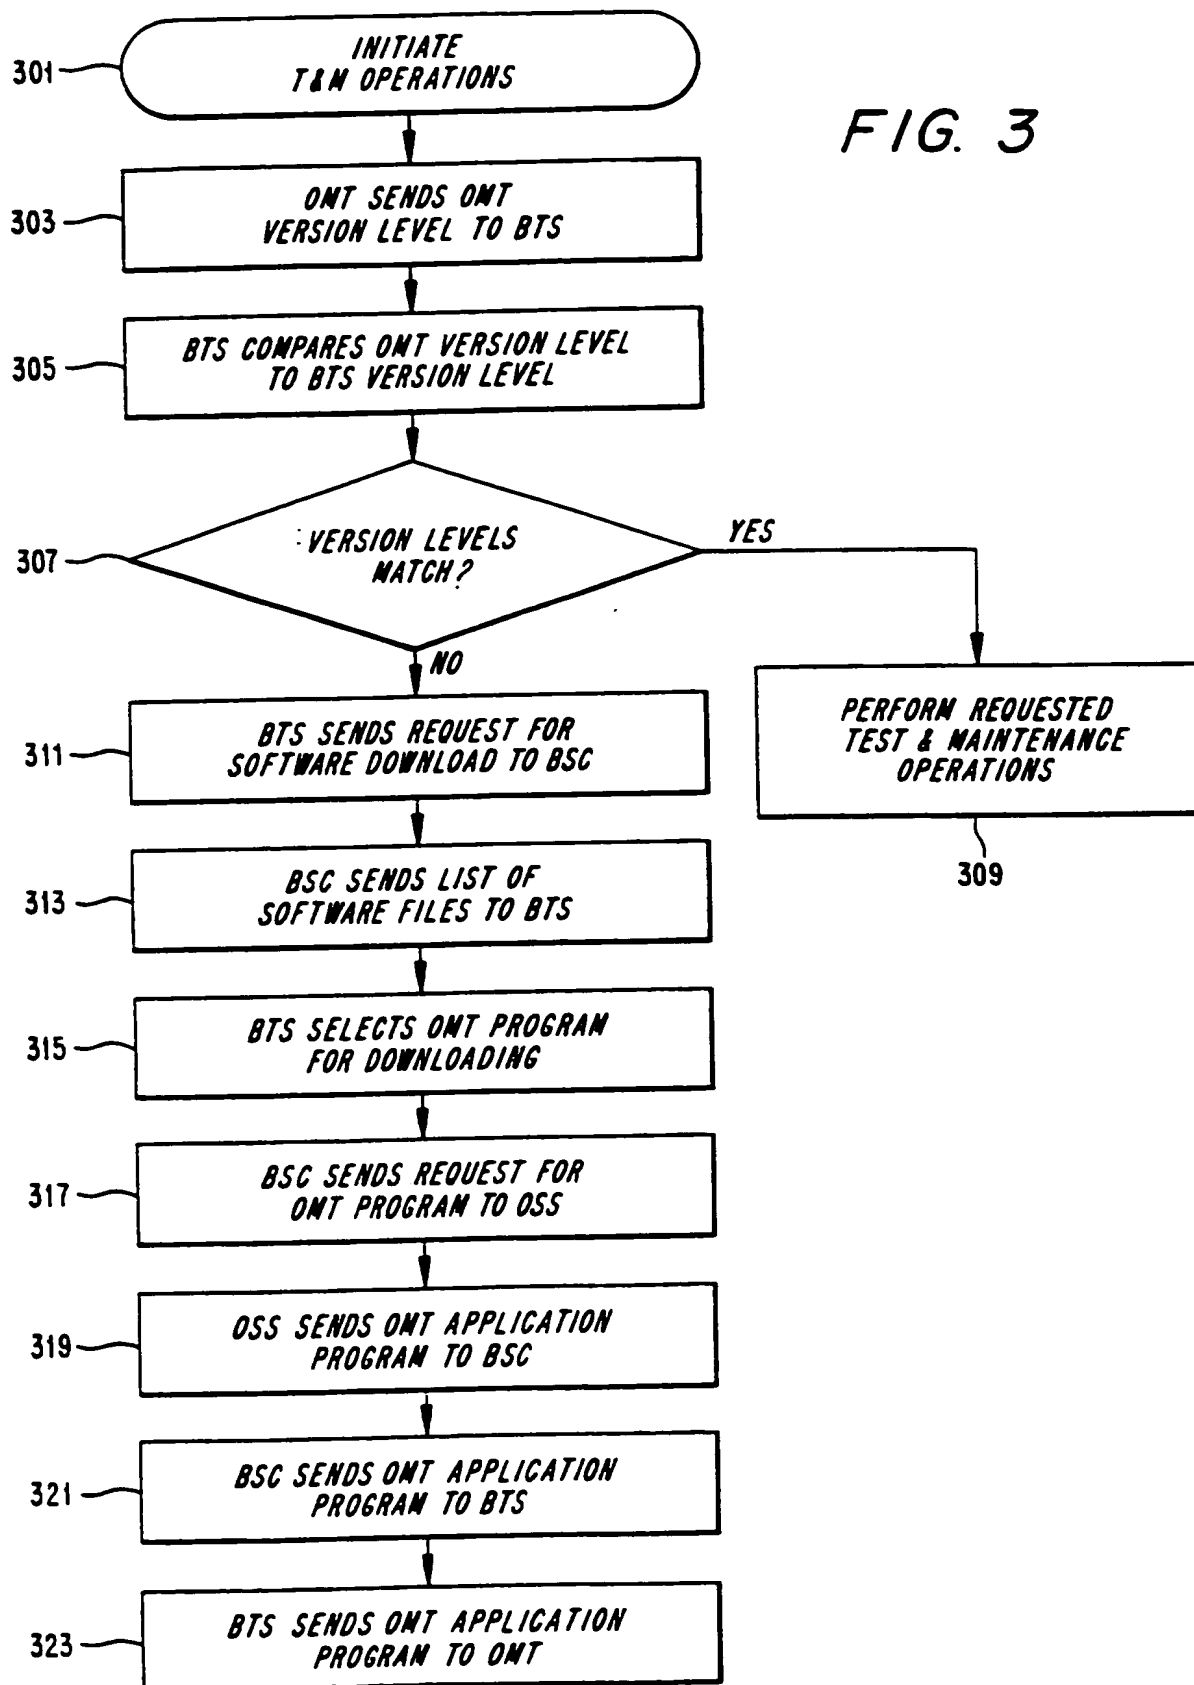 INITIATE
T&M OPERATIONS
301
FIG. 3
OMT SENDS OMT
VERSION LEVEL TO BTS
303
BTS COMPARES OMT VERSION LEVEL
TO BTS VERSION LEVEL
305
VERSION LEVELS
MATCH?
307
YES
NO
PERFORM REQUESTED
TEST & MAINTENANCE
OPERATIONS
309
BTS SENDS REQUEST FOR
SOFTWARE DOWNLOAD TO BSC
311
BSC SENDS LIST OF
SOFTWARE FILES TO BTS
313
BTS SELECTS OMT PROGRAM
FOR DOWNLOADING
315
BSC SENDS REQUEST FOR
OMT PROGRAM TO OSS
317
OSS SENDS OMT APPLICATION
PROGRAM TO BSC
319
BSC SENDS OMT APPLICATION
PROGRAM TO BTS
321
BTS SENDS OMT APPLICATION
PROGRAM TO OMT
323